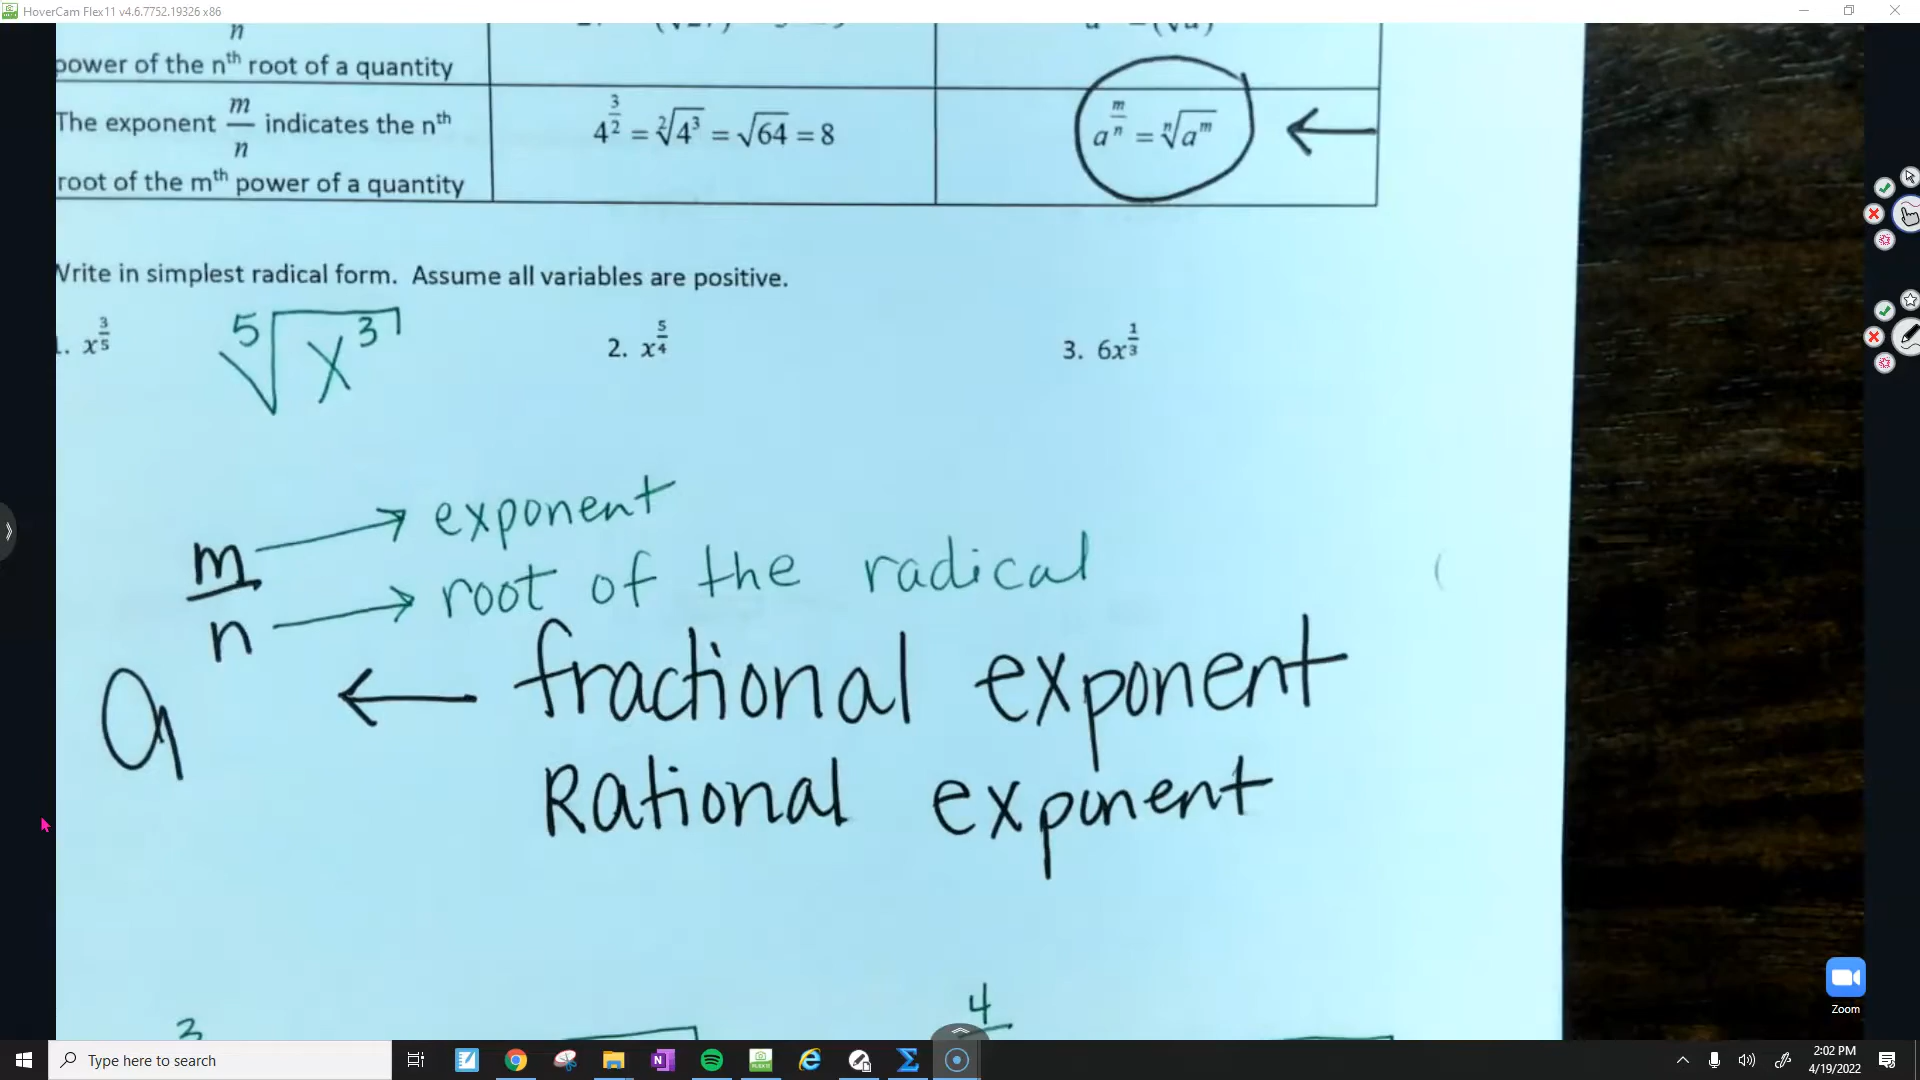 HoverCam Flex11 v4.6.7752.19326 x86
n
power of the nth root of a quantity
The exponent m/n indicates the nth
root of the mth power of a quantity
4^(3/2) = ²√4³ = √64 = 8
a^(m/n) = ⁿ√a^m
Write in simplest radical form. Assume all variables are positive.
1. x^(3/5)
⁵√x³
2. x^(5/4)
3. 6x^(1/3)
m → exponent
n → root of the radical
a ← fractional exponent
Rational exponent
3
4
Zoom
Type here to search
2:02 PM
4/19/2022